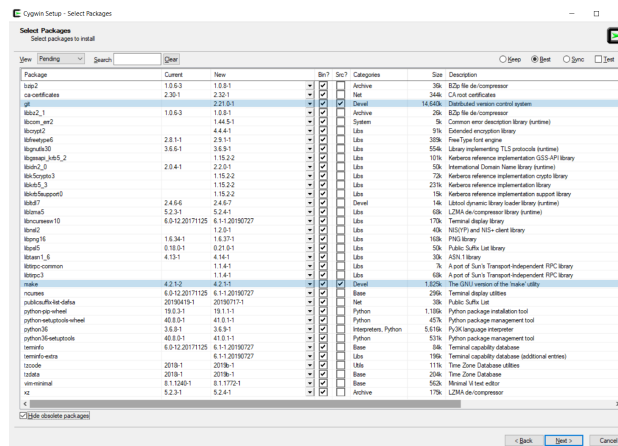 Cygwin Setup - Select Packages
Select Packages
Select packages to install
View Pending Search Clear Keep Best Sync Test
Package Current New Bin? Src? Categories Size Description
bzip2 1.0.6-3 1.0.8-1 Archive 36k BZip file de/compressor
ca-certificates 2.30-1 2.32-1 Net 344k CA root certificates
git 2.21.0-1 Devel 14,640k Distributed version control system
libbz2_1 1.0.6-3 1.0.8-1 Archive 26k BZip file de/compressor
libcom_err2 1.44.5-1 System 5k Common error description library (runtime)
libcrypt2 4.4.4-1 Libs 91k Extended encryption library
libfreetype6 2.8.1-1 2.9.1-1 Libs 389k FreeType font engine
libgnutls30 3.6.6-1 3.6.9-1 Libs 554k Library implementing TLS protocols (runtime)
libgssapi_krb5_2 1.15.2-2 Libs 101k Kerberos reference implementation GSS-API library
libidn2_0 2.0.4-1 2.2.0-1 Libs 50k International Domain Name library (runtime)
libk5crypto3 1.15.2-2 Libs 72k Kerberos reference implementation crypto library
libkrb5_3 1.15.2-2 Libs 231k Kerberos reference implementation library
libkrb5support0 1.15.2-2 Libs 15k Kerberos reference implementation support library
libltdl7 2.4.6-6 2.4.6-7 Devel 14k Libtool dynamic library loader library (runtime)
liblzma5 5.2.3-1 5.2.4-1 Libs 68k LZMA de/compressor library (runtime)
libncursesw10 6.0-12.20171125 6.1-1.20190727 Libs 170k Terminal display library
libnsl2 1.2.0-1 Libs 40k NIS(YP) and NIS+ client library
libpng16 1.6.34-1 1.6.37-1 Libs 168k PNG library
libpsl5 0.18.0-1 0.21.0-1 Libs 50k Public Suffix List library
libtasn1_6 4.13-1 4.14-1 Libs 30k ASN.1 library
libtirpc-common 1.1.4-1 Libs 7k A port of Sun's Transport-Independent RPC library
libtirpc3 1.1.4-1 Libs 68k A port of Sun's Transport-Independent RPC library
make 4.2.1-2 4.2.1-1 Devel 1,825k The GNU version of the 'make' utility
ncurses 6.0-12.20171125 6.1-1.20190727 Base 296k Terminal display utilities
publicsuffix-list-dafsa 20190419-1 20190717-1 Net 38k Public Suffix List
python-pip-wheel 19.0.3-1 19.1.1-1 Python 1,186k Python package installation tool
python-setuptools-wheel 40.8.0-1 41.0.1-1 Python 457k Python package management tool
python36 3.6.8-1 3.6.9-1 Interpreters, Python 5,616k Py3K language interpreter
python36-setuptools 40.8.0-1 41.0.1-1 Python 531k Python package management tool
terminfo 6.0-12.20171125 6.1-1.20190727 Base 84k Terminal capability database
terminfo-extra 6.1-1.20190727 Libs 196k Terminal capability database (additional entries)
tzcode 2018i-1 2019b-1 Utils 111k Time Zone Database utilities
tzdata 2018i-1 2019b-1 Base 204k Time Zone Database
vim-minimal 8.1.1240-1 8.1.1772-1 Base 562k Minimal Vi text editor
xz 5.2.3-1 5.2.4-1 Archive 175k LZMA de/compressor
Hide obsolete packages
< Back Next > Cancel